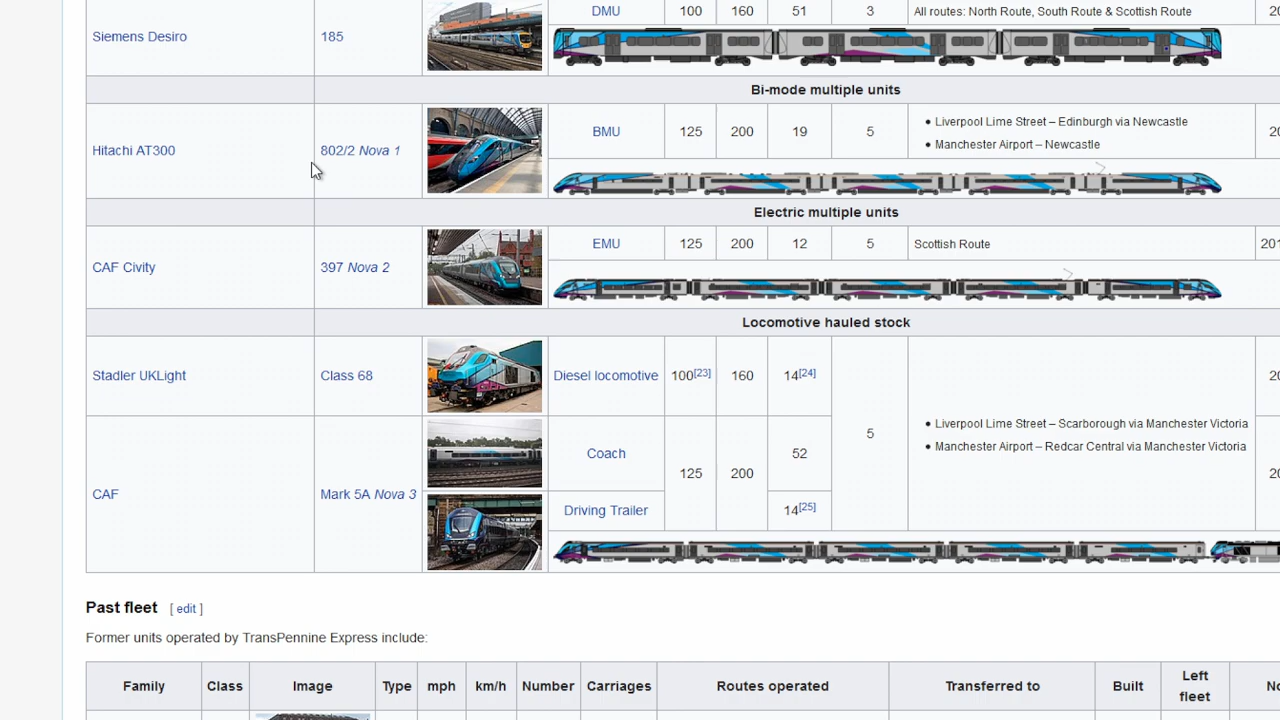 DMU 100 160 51 3 All routes: North Route, South Route & Scottish Route
Siemens Desiro 185
Bi-mode multiple units
Hitachi AT300 802/2 Nova 1 BMU 125 200 19 5 • Liverpool Lime Street – Edinburgh via Newcastle
• Manchester Airport – Newcastle
Electric multiple units
CAF Civity 397 Nova 2 EMU 125 200 12 5 Scottish Route
Locomotive hauled stock
Stadler UKLight Class 68 Diesel locomotive 100[23] 160 14[24]
5 • Liverpool Lime Street – Scarborough via Manchester Victoria
• Manchester Airport – Redcar Central via Manchester Victoria
CAF Mark 5A Nova 3 Coach 125 200 52
Driving Trailer 14[25]
Past fleet [ edit ]
Former units operated by TransPennine Express include:
Family Class Image Type mph km/h Number Carriages Routes operated Transferred to Built Left fleet